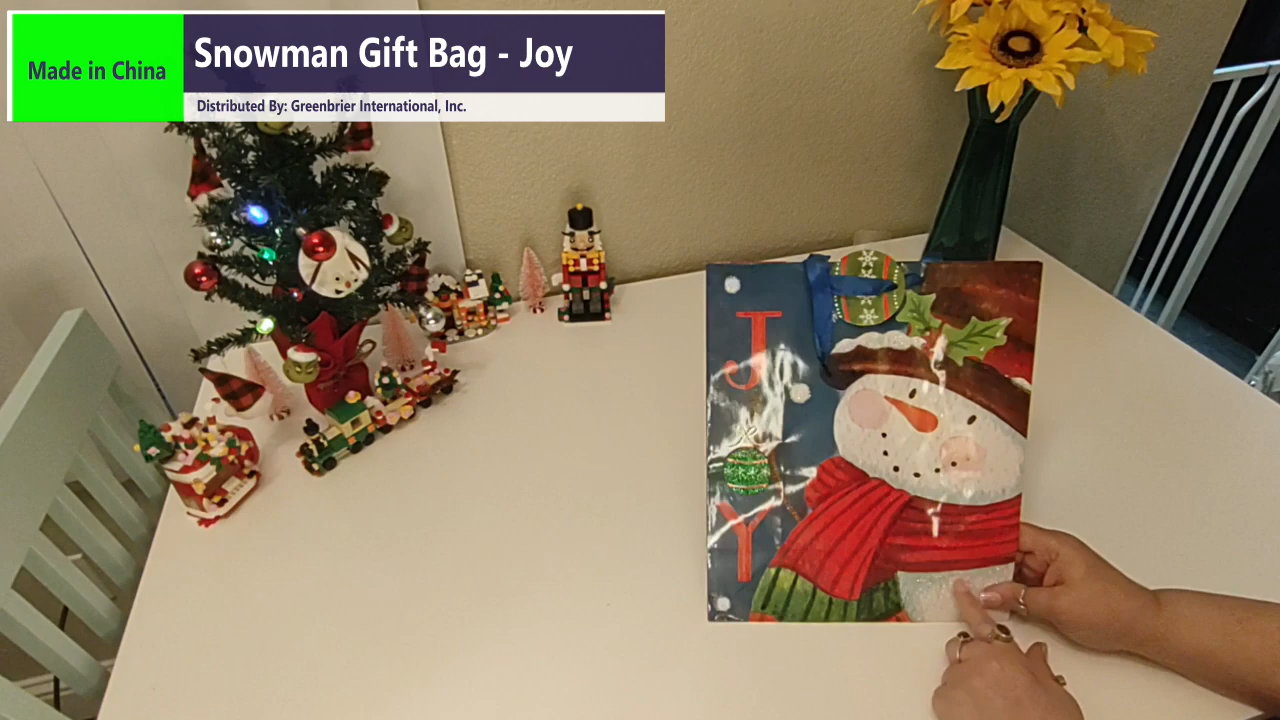 Made in China
Snowman Gift Bag - Joy
Distributed By: Greenbrier International, Inc.
J
Y